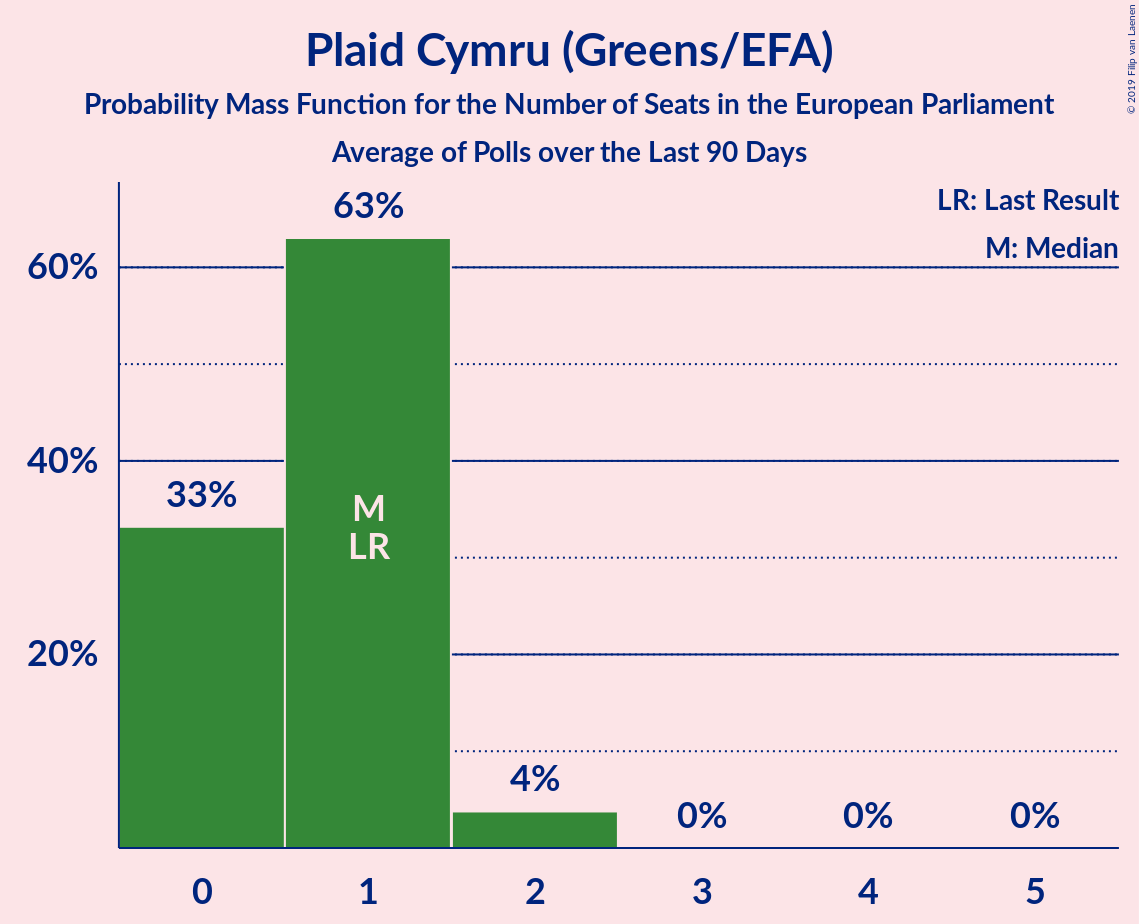 Plaid Cymru (Greens/EFA)
Probability Mass Function for the Number of Seats in the European Parliament
Average of Polls over the Last 90 Days
© 2019 Filip van Laenen
LR: Last Result
M: Median
63%
60%
40%
33%
M
LR
20%
4%
0%
0%
0%
0
1
2
3
4
5